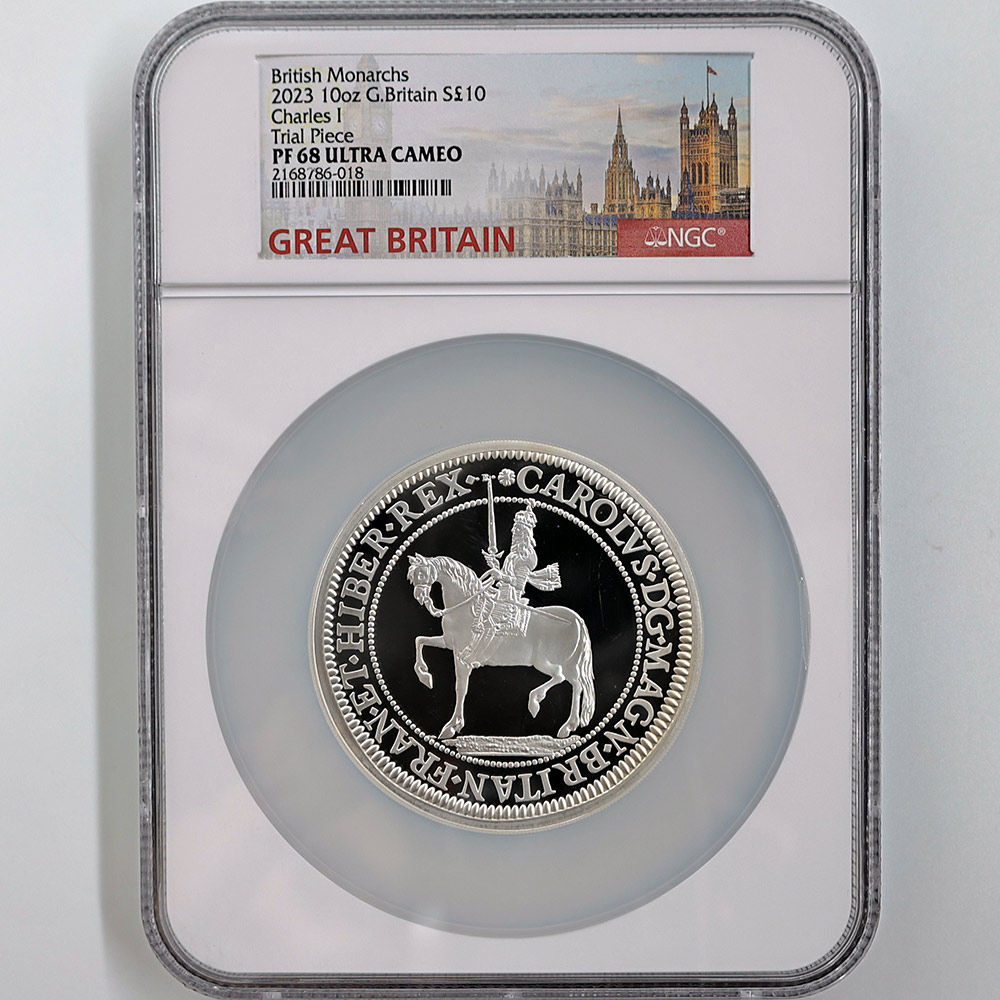 British Monarchs
2023 10oz G.Britain S£10
Charles I
Trial Piece
PF 68 ULTRA CAMEO
2168786-018
GREAT BRITAIN
NGC®
CAROLVS·D·G·MAG·N·BRITAN·FRAN·ET·HIBER·REX·